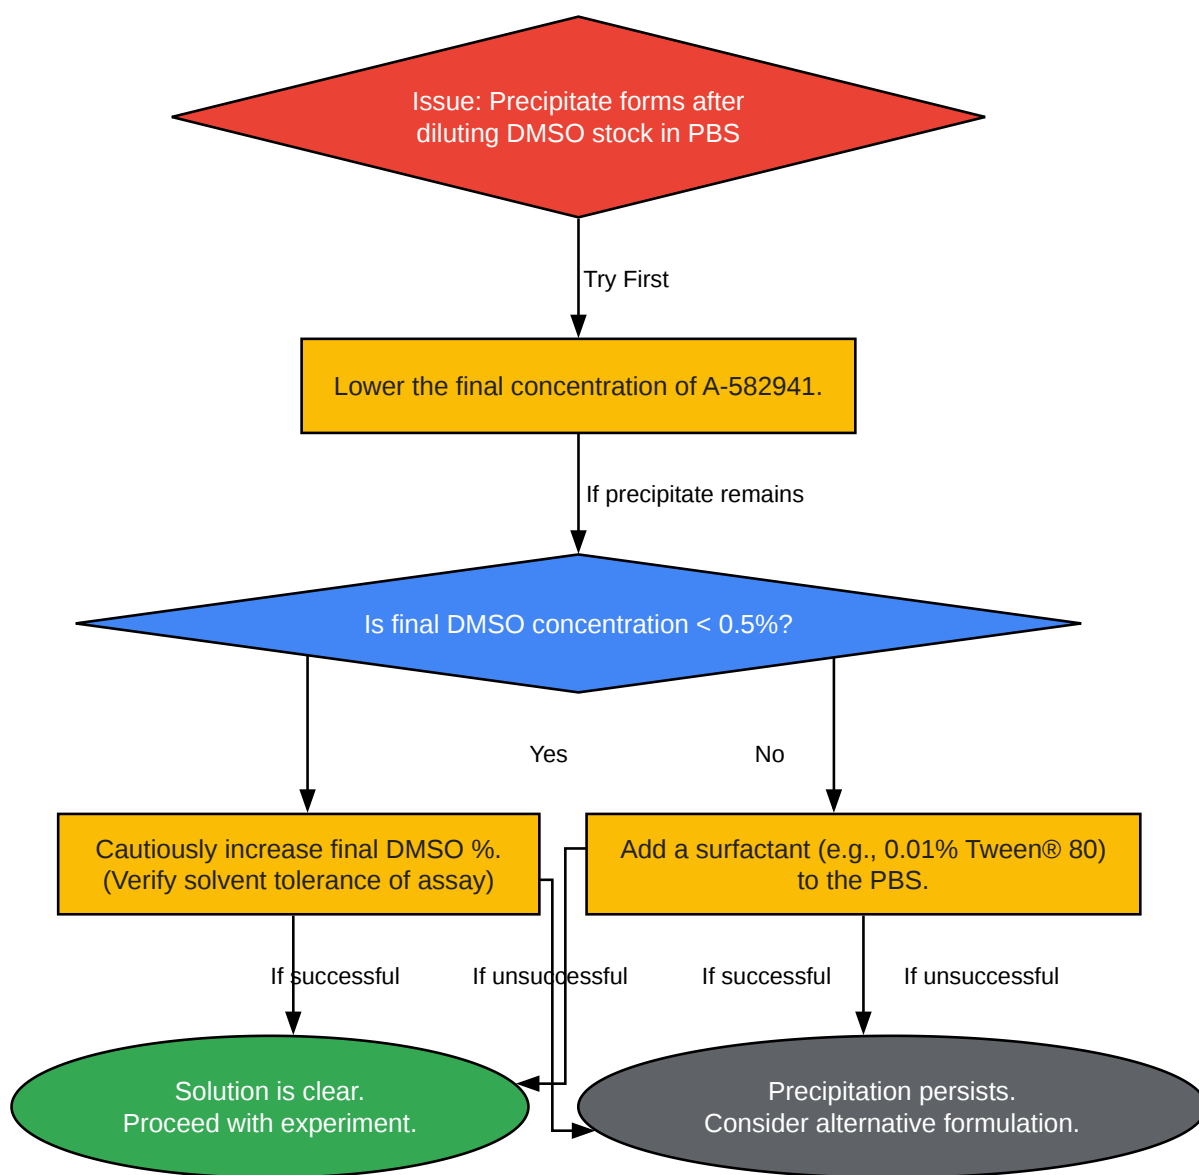 Issue: Precipitate forms after
diluting DMSO stock in PBS
Try First
Lower the final concentration of A-582941.
If precipitate remains
Is final DMSO concentration < 0.5%?
Yes
No
Cautiously increase final DMSO %.
(Verify solvent tolerance of assay)
Add a surfactant (e.g., 0.01% Tween® 80)
to the PBS.
If successful
If unsuccessful
If successful
If unsuccessful
Solution is clear.
Proceed with experiment.
Precipitation persists.
Consider alternative formulation.